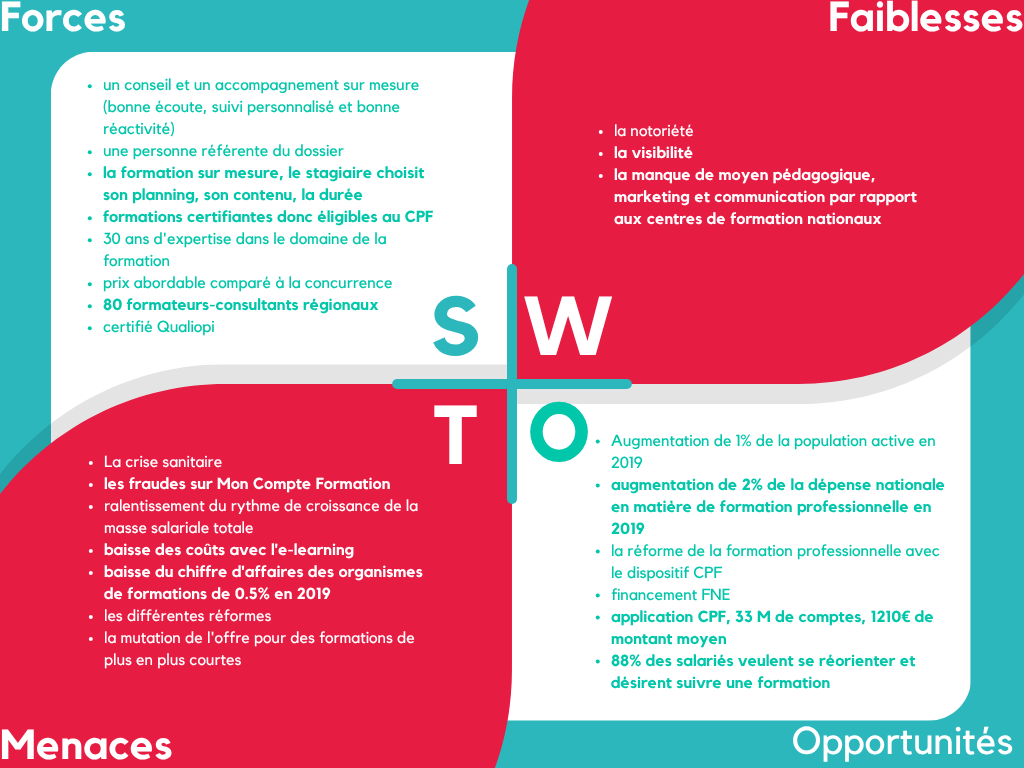 Forces
• un conseil et un accompagnement sur mesure
(bonne écoute, suivi personnalisé et bonne
réactivité)
• une personne référente du dossier
• la formation sur mesure, le stagiaire choisit
son planning, son contenu, la durée
• formations certifiantes donc éligibles au CPF
• 30 ans d'expertise dans le domaine de la
formation
• prix abordable comparé à la concurrence
• 80 formateurs-consultants régionaux
• certifié Qualiopi
Faiblesses
• la notoriété
• la visibilité
• la manque de moyen pédagogique,
marketing et communication par rapport
aux centres de formation nationaux
S W
T O
• La crise sanitaire
• les fraudes sur Mon Compte Formation
• ralentissement du rythme de croissance de la
masse salariale totale
• baisse des coûts avec l'e-learning
• baisse du chiffre d'affaires des organismes
de formations de 0.5% en 2019
• les différentes réformes
• la mutation de l'offre pour des formations de
plus en plus courtes
Menaces
• Augmentation de 1% de la population active en
2019
• augmentation de 2% de la dépense nationale
en matière de formation professionnelle en
2019
• la réforme de la formation professionnelle avec
le dispositif CPF
• financement FNE
• application CPF, 33 M de comptes, 1210€ de
montant moyen
• 88% des salariés veulent se réorienter et
désirent suivre une formation
Opportunités